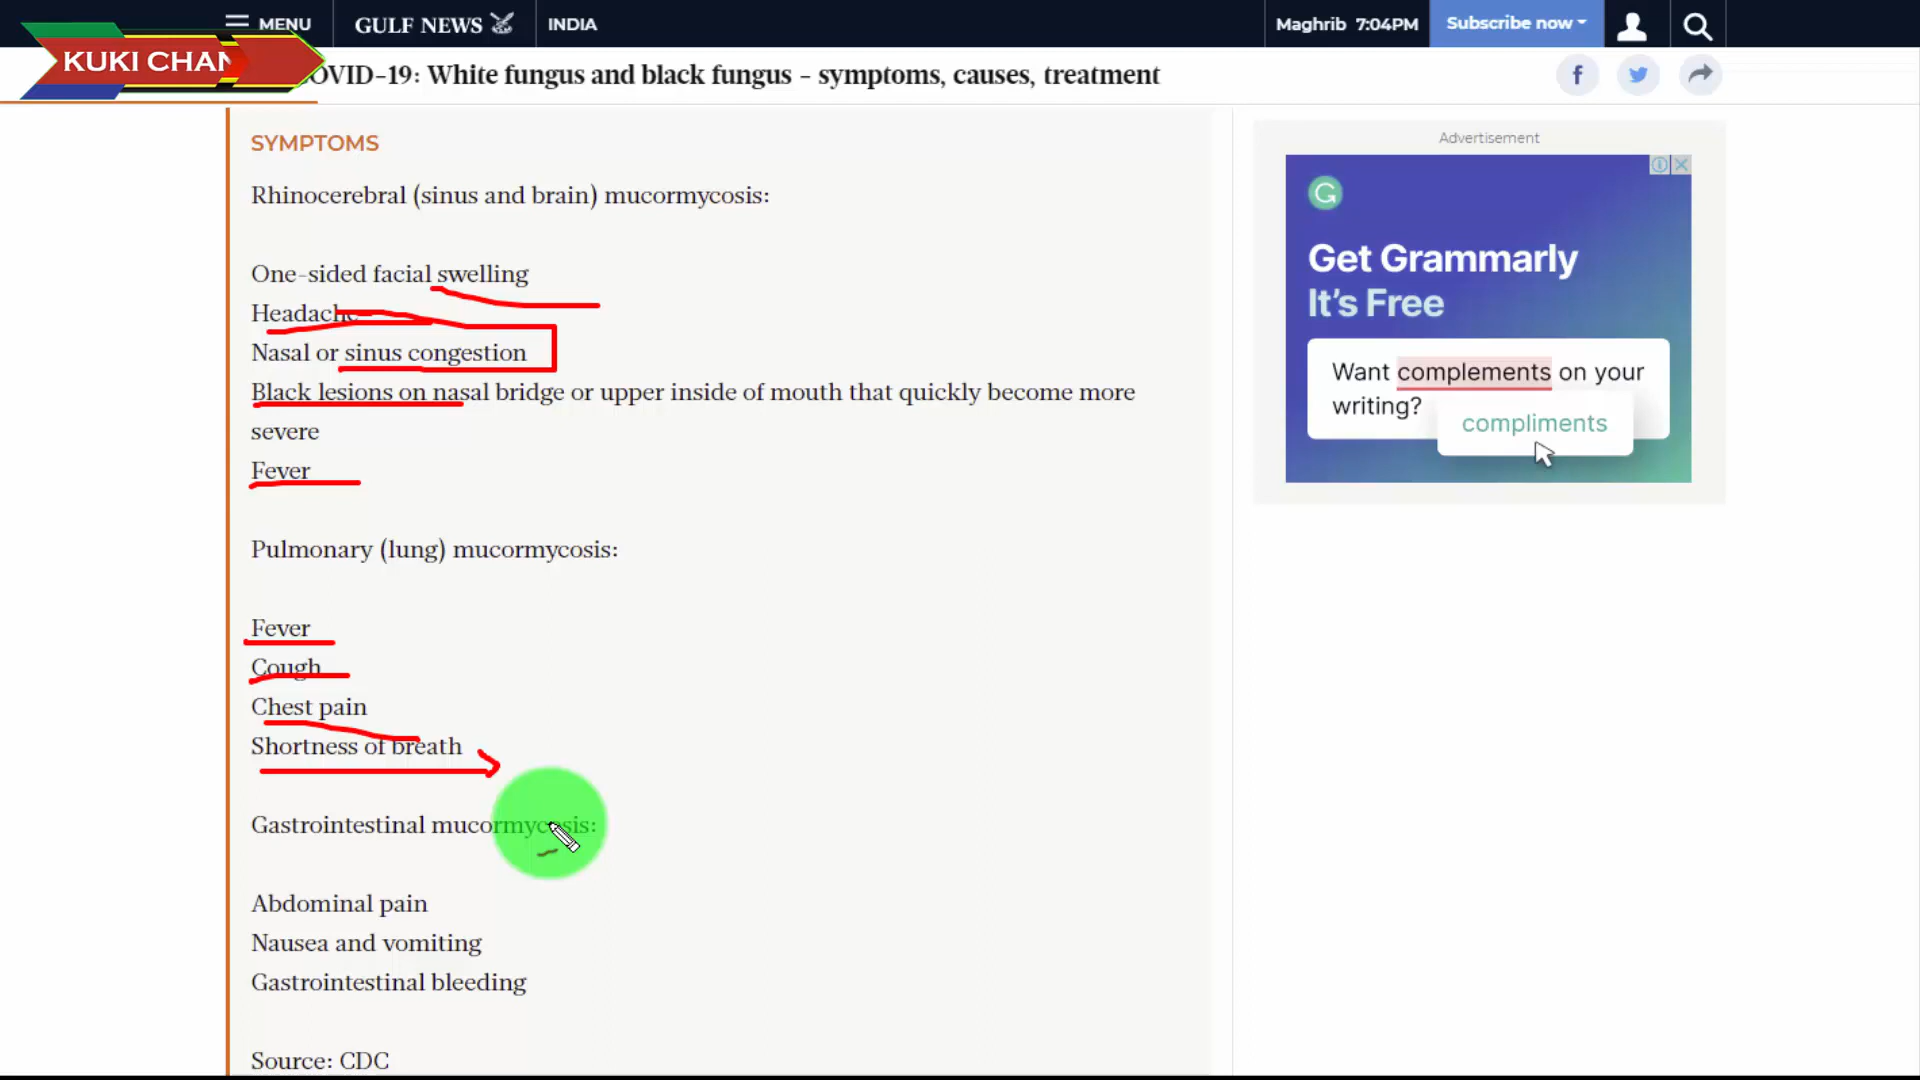 MENU
GULF NEWS
INDIA
Maghrib 7:04PM
Subscribe now
KUKI CHAN
OVID-19: White fungus and black fungus - symptoms, causes, treatment
SYMPTOMS
Rhinocerebral (sinus and brain) mucormycosis:
One-sided facial swelling
Headache
Nasal or sinus congestion
Black lesions on nasal bridge or upper inside of mouth that quickly become more
severe
Fever
Pulmonary (lung) mucormycosis:
Fever
Cough
Chest pain
Shortness of breath
Gastrointestinal mucormycosis:
Abdominal pain
Nausea and vomiting
Gastrointestinal bleeding
Source: CDC
Advertisement
G
Get Grammarly
It's Free
Want complements on your
writing?
compliments